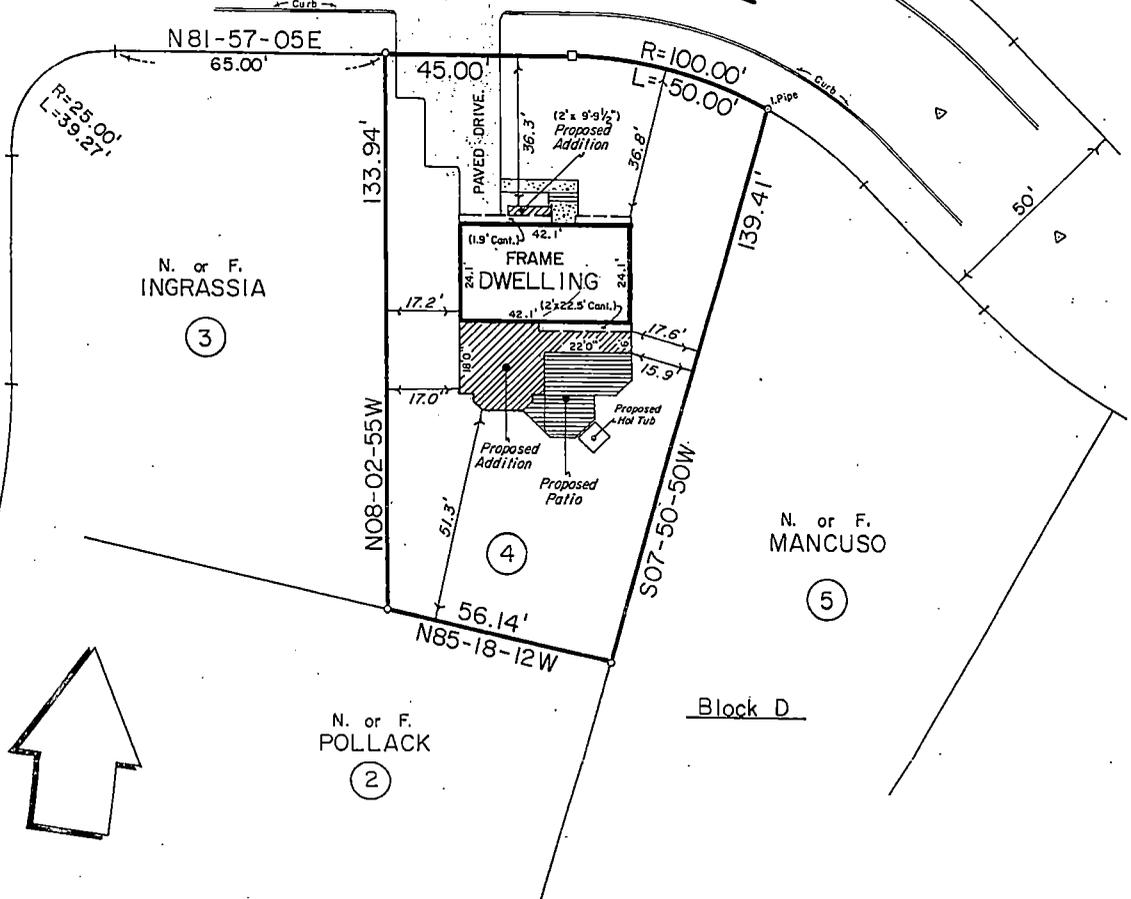 Curb
N81-57-05E
65.00'
R=25.00'
L=39.27'
45.00'
R=100.00'
L=50.00'
I.Pipe
Curb
50'
133.94'
PAVED DRIVE
36.3'
(2' x 9'-9½")
Proposed
Addition
36.8'
139.41'
42.1'
(1.9' Cant.)
FRAME
DWELLING
24.1'
24.1'
(2'x22.5' Cant.)
42.1'
N. or F.
INGRASSIA
3
17.2'
17.6'
22'0"
6'
18'0"
15.9
17.0'
Proposed
Hot Tub
Proposed
Addition
Proposed
Patio
N08-02-55W
51.3'
4
S07-50-50W
N. or F.
MANCUSO
5
56.14'
N85-18-12W
Block D
N. or F.
POLLACK
2